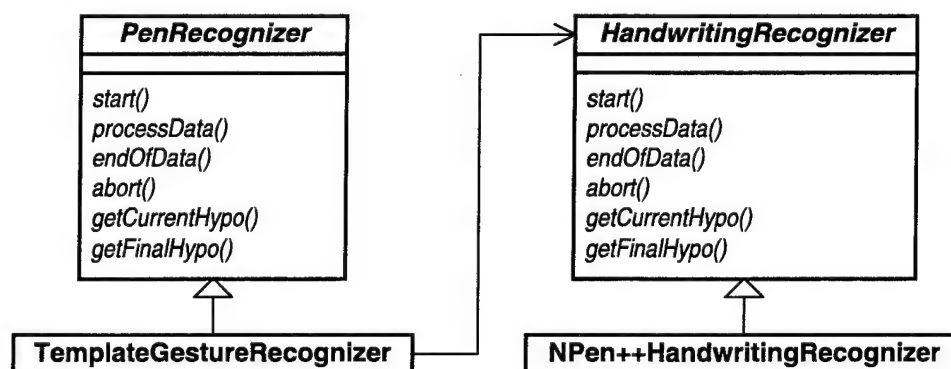 PenRecognizer
start()
processData()
endOfData()
abort()
getCurrentHypo()
getFinalHypo()
TemplateGestureRecognizer
HandwritingRecognizer
start()
processData()
endOfData()
abort()
getCurrentHypo()
getFinalHypo()
NPen++HandwritingRecognizer